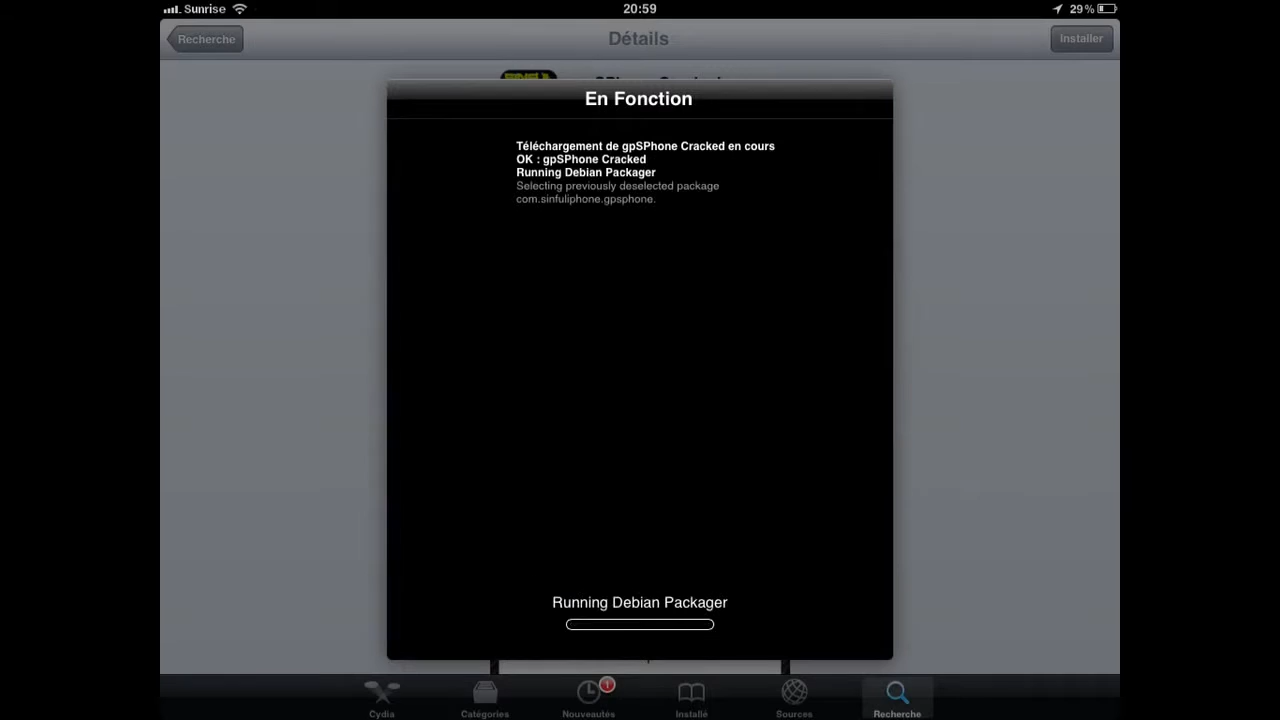 Sunrise
20:59
29 %
Recherche
Détails
Installer
En Fonction
Téléchargement de gpSPhone Cracked en cours
OK : gpSPhone Cracked
Running Debian Packager
Selecting previously deselected package
com.sinfuliphone.gpsphone.
Running Debian Packager
1
Cydia
Catégories
Nouveautés
Installé
Sources
Recherche